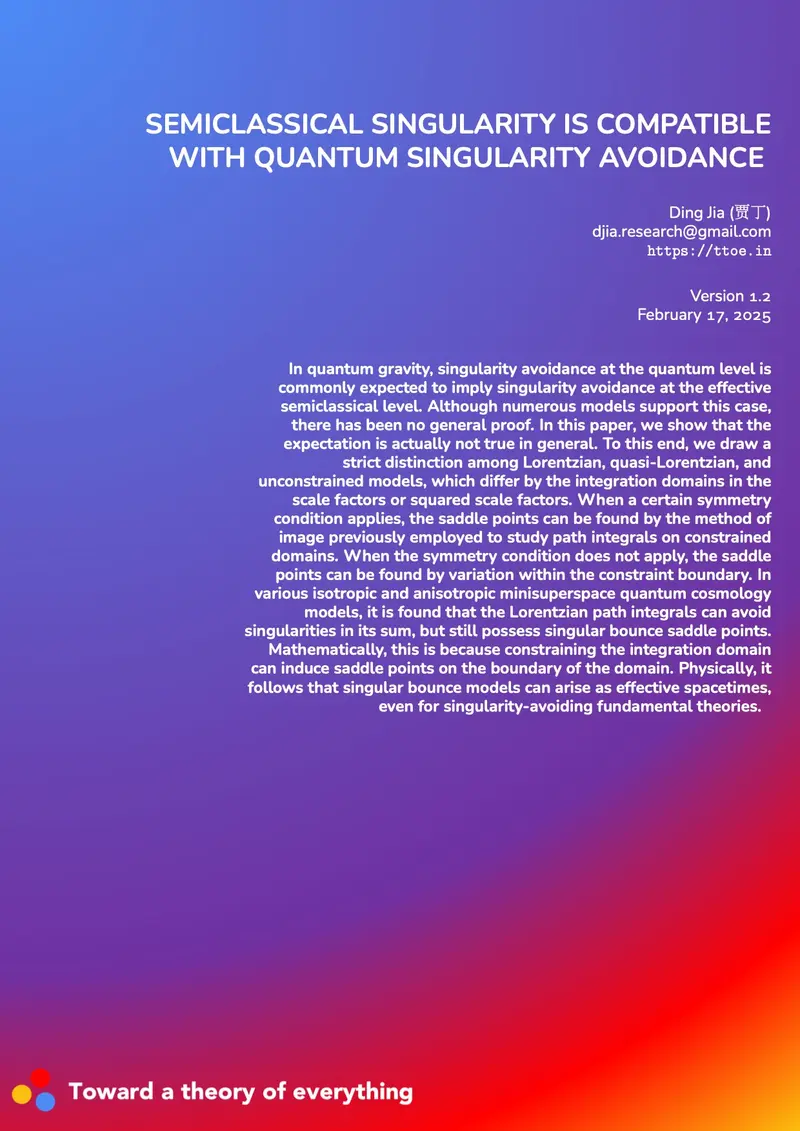 SEMICLASSICAL SINGULARITY IS COMPATIBLE
WITH QUANTUM SINGULARITY AVOIDANCE
Ding Jia (贾丁)
djia.research@gmail.com
https://ttoe.in
Version 1.2
February 17, 2025
In quantum gravity, singularity avoidance at the quantum level is
commonly expected to imply singularity avoidance at the effective
semiclassical level. Although numerous models support this case,
there has been no general proof. In this paper, we show that the
expectation is actually not true in general. To this end, we draw a
strict distinction among Lorentzian, quasi-Lorentzian, and
unconstrained models, which differ by the integration domains in the
scale factors or squared scale factors. When a certain symmetry
condition applies, the saddle points can be found by the method of
image previously employed to study path integrals on constrained
domains. When the symmetry condition does not apply, the saddle
points can be found by variation within the constraint boundary. In
various isotropic and anisotropic minisuperspace quantum cosmology
models, it is found that the Lorentzian path integrals can avoid
singularities in its sum, but still possess singular bounce saddle points.
Mathematically, this is because constraining the integration domain
can induce saddle points on the boundary of the domain. Physically, it
follows that singular bounce models can arise as effective spacetimes,
even for singularity-avoiding fundamental theories.
Toward a theory of everything